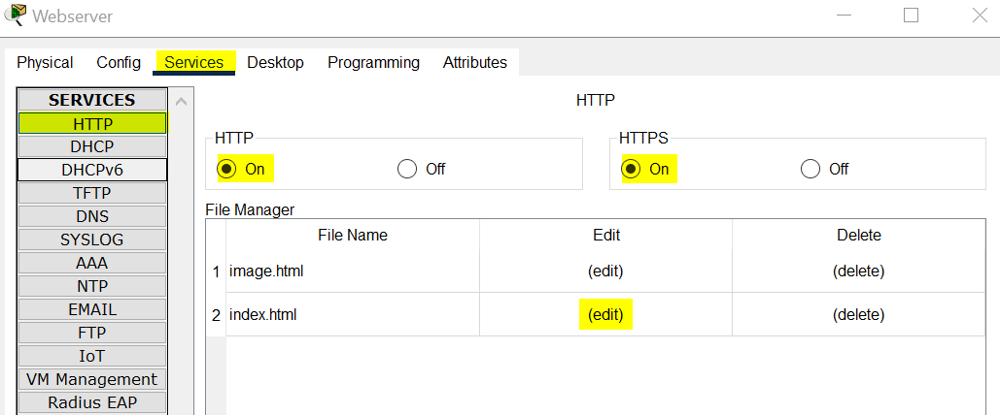 Webserver
Physical Config Services Desktop Programming Attributes
SERVICES
HTTP
DHCP
DHCPv6
TFTP
DNS
SYSLOG
AAA
NTP
EMAIL
FTP
IoT
VM Management
Radius EAP
HTTP
HTTP
On Off
HTTPS
On Off
File Manager
File Name Edit Delete
1 image.html (edit) (delete)
2 index.html (edit) (delete)